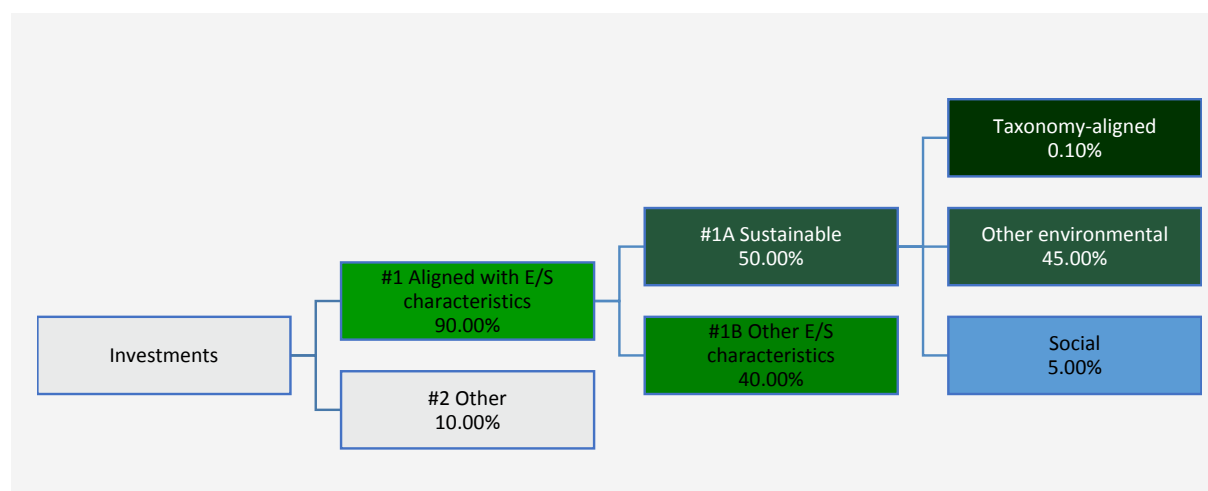 Investments
#1 Aligned with E/S
characteristics
90.00%
#2 Other
10.00%
#1A Sustainable
50.00%
#1B Other E/S
characteristics
40.00%
Taxonomy-aligned
0.10%
Other environmental
45.00%
Social
5.00%